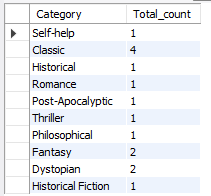 Category Total_count
Self-help 1
Classic 4
Historical 1
Romance 1
Post-Apocalyptic 1
Thriller 1
Philosophical 1
Fantasy 2
Dystopian 2
Historical Fiction 1